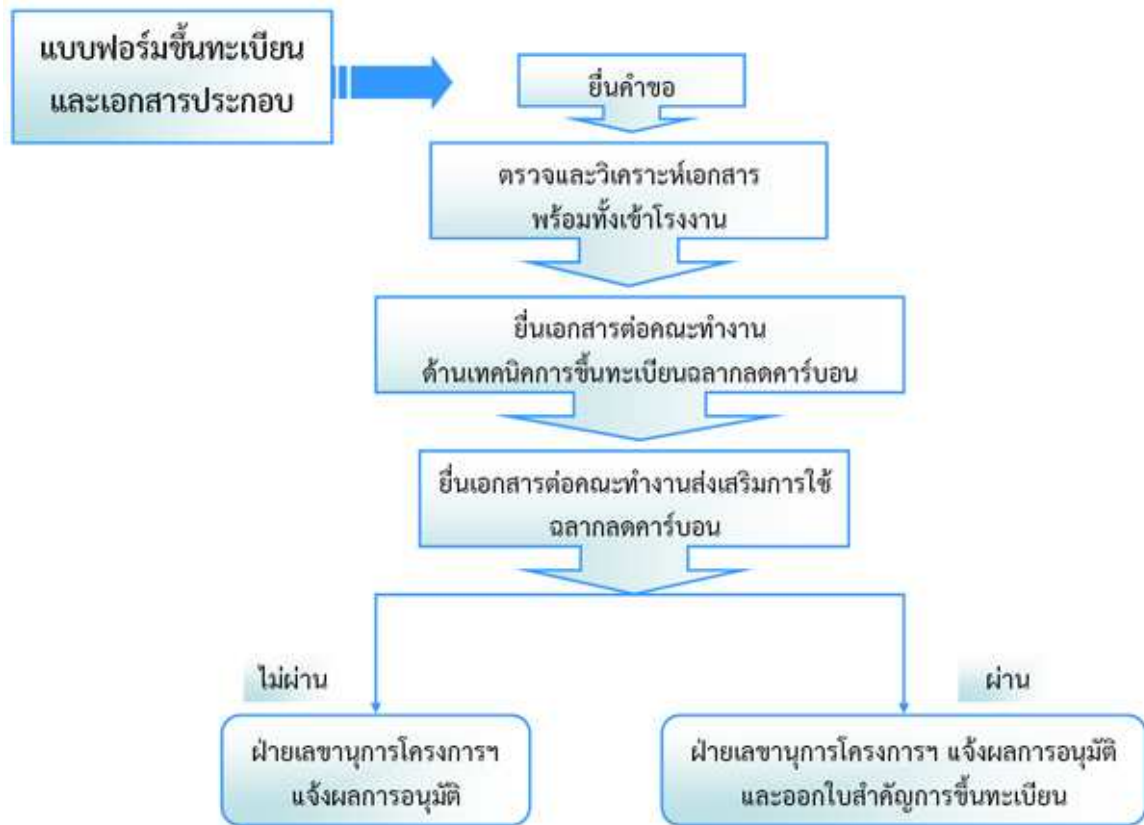 แบบฟอร์มขึ้นทะเบียน
และเอกสารประกอบ
ยื่นคำขอ
ตรวจและวิเคราะห์เอกสาร
พร้อมทั้งเข้าโรงงาน
ยื่นเอกสารต่อคณะทำงาน
ด้านเทคนิคการขึ้นทะเบียนฉลากลดคาร์บอน
ยื่นเอกสารต่อคณะทำงานส่งเสริมการใช้
ฉลากลดคาร์บอน
ไม่ผ่าน
ผ่าน
ฝ่ายเลขานุการโครงการฯ
แจ้งผลการอนุมัติ
ฝ่ายเลขานุการโครงการฯ แจ้งผลการอนุมัติ
และออกใบสำคัญการขึ้นทะเบียน